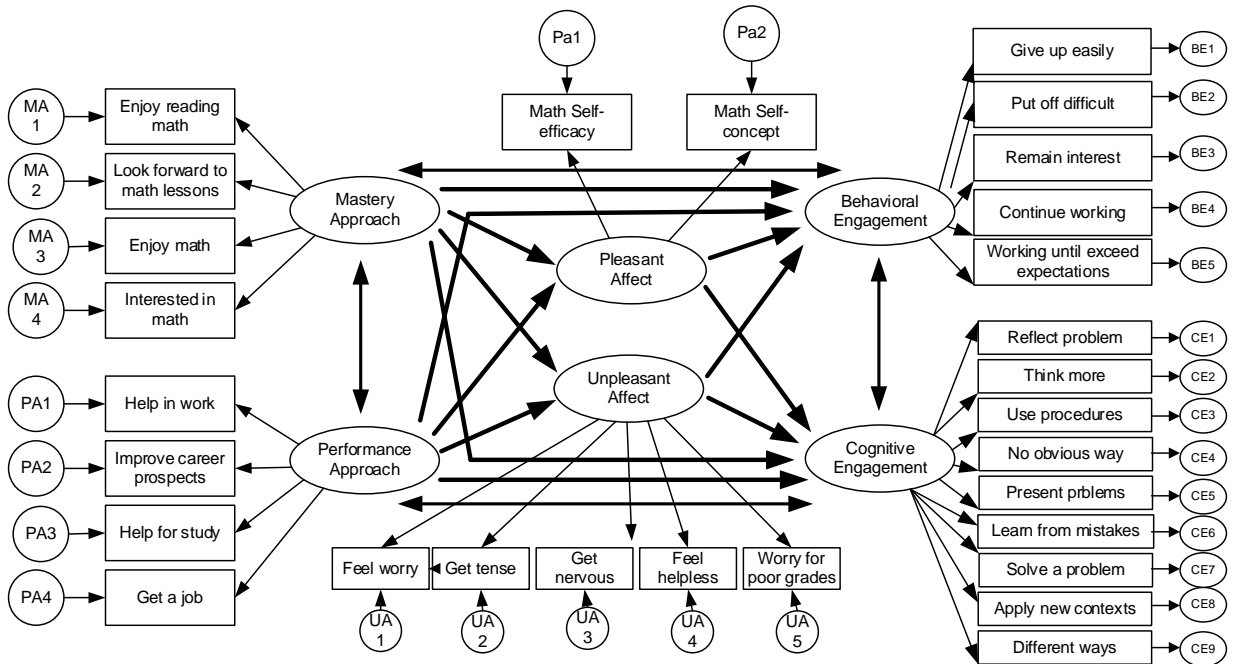 Pa1
Pa2
MA
1
Enjoy reading
math
MA
2
Look forward to
math lessons
MA
3
Enjoy math
MA
4
Interested in
math
PA1
Help in work
PA2
Improve career
prospects
PA3
Help for study
PA4
Get a job
Math Self-
efficacy
Math Self-
concept
Mastery
Approach
Performance
Approach
Pleasant
Affect
Unpleasant
Affect
Behavioral
Engagement
Cognitive
Engagement
Feel worry
Get tense
Get
nervous
Feel
helpless
Worry for
poor grades
UA
1
UA
2
UA
3
UA
4
UA
5
Give up easily
BE1
Put off difficult
BE2
Remain interest
BE3
Continue working
BE4
Working until exceed
expectations
BE5
Reflect problem
CE1
Think more
CE2
Use procedures
CE3
No obvious way
CE4
Present prblems
CE5
Learn from mistakes
CE6
Solve a problem
CE7
Apply new contexts
CE8
Different ways
CE9